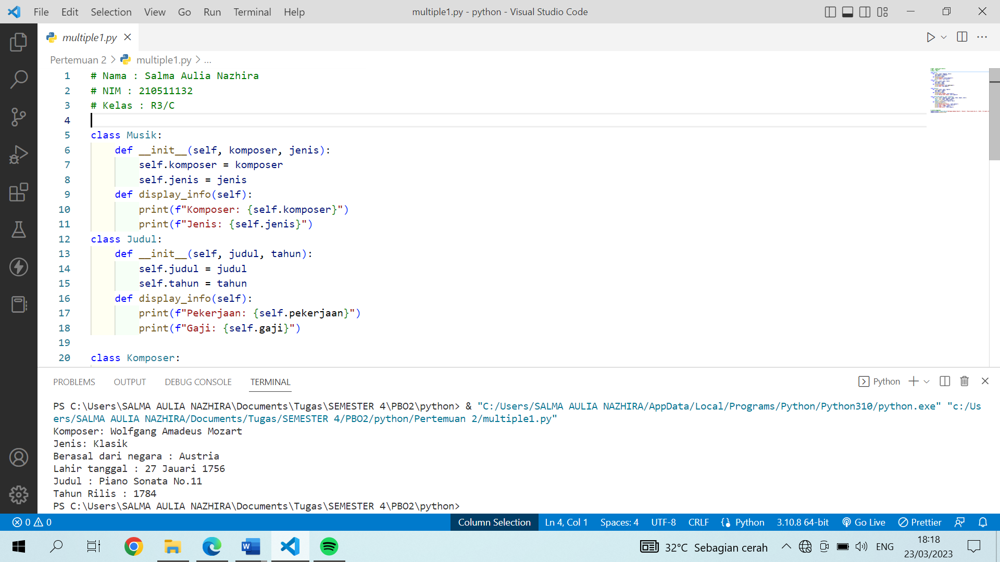 File Edit Selection View Go Run Terminal Help
multiple1.py - python - Visual Studio Code
multiple1.py
Pertemuan 2 > multiple1.py > ...
1 # Nama : Salma Aulia Nazhira
2 # NIM : 210511132
3 # Kelas : R3/C
4
5 class Musik:
6 def __init__(self, komposer, jenis):
7 self.komposer = komposer
8 self.jenis = jenis
9 def display_info(self):
10 print(f"Komposer: {self.komposer}")
11 print(f"Jenis: {self.jenis}")
12 class Judul:
13 def __init__(self, judul, tahun):
14 self.judul = judul
15 self.tahun = tahun
16 def display_info(self):
17 print(f"Pekerjaan: {self.pekerjaan}")
18 print(f"Gaji: {self.gaji}")
19
20 class Komposer:
PROBLEMS OUTPUT DEBUG CONSOLE TERMINAL
Python
PS C:\Users\SALMA AULIA NAZHIRA\Documents\Tugas\SEMESTER 4\PBO2\python> & "C:/Users/SALMA AULIA NAZHIRA/AppData/Local/Programs/Python/Python310/python.exe" "c:/Us
ers/SALMA AULIA NAZHIRA/Documents/Tugas/SEMESTER 4/PBO2/python/Pertemuan 2/multiple1.py"
Komposer: Wolfgang Amadeus Mozart
Jenis: Klasik
Berasal dari negara : Austria
Lahir tanggal : 27 Jauari 1756
Judul : Piano Sonata No.11
Tahun Rilis : 1784
PS C:\Users\SALMA AULIA NAZHIRA\Documents\Tugas\SEMESTER 4\PBO2\python>
0 0 Column Selection Ln 4, Col 1 Spaces: 4 UTF-8 CRLF Python 3.10.8 64-bit Go Live Prettier
32°C Sebagian cerah ENG
18:18
23/03/2023